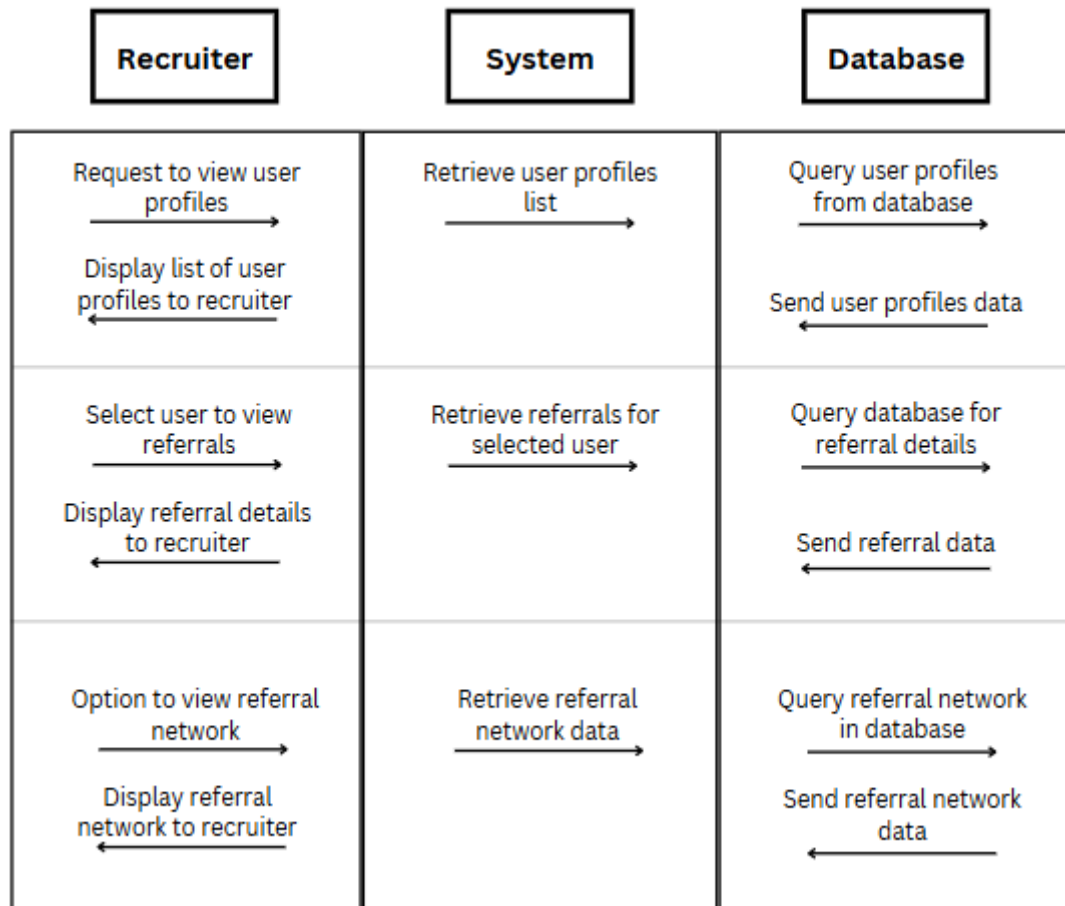 Recruiter
System
Database
Request to view user
profiles
Retrieve user profiles
list
Query user profiles
from database
Display list of user
profiles to recruiter
Send user profiles data
Select user to view
referrals
Retrieve referrals for
selected user
Query database for
referral details
Display referral details
to recruiter
Send referral data
Option to view referral
network
Retrieve referral
network data
Query referral network
in database
Display referral
network to recruiter
Send referral network
data